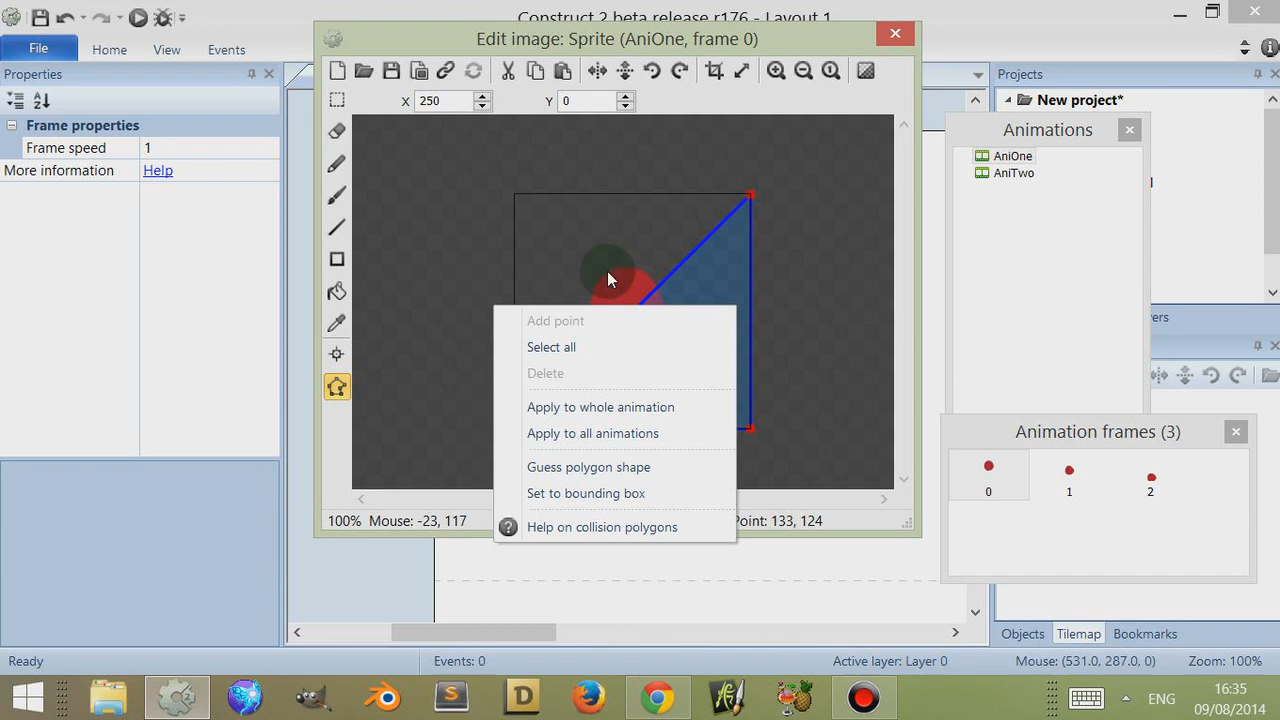 Construct 2 beta release r176 - Layout 1
File
Home
View
Events
Properties
Frame properties
Frame speed
1
More information
Help
Edit image: Sprite (AniOne, frame 0)
X
250
Y
0
Add point
Select all
Delete
Apply to whole animation
Apply to all animations
Guess polygon shape
Set to bounding box
Help on collision polygons
100%
Mouse: -23, 117
Point: 133, 124
Projects
New project*
Animations
AniOne
AniTwo
Animation frames (3)
0
1
2
Objects
Tilemap
Bookmarks
Ready
Events: 0
Active layer: Layer 0
Mouse: (531.0, 287.0, 0)
Zoom: 100%
ENG
16:35
09/08/2014